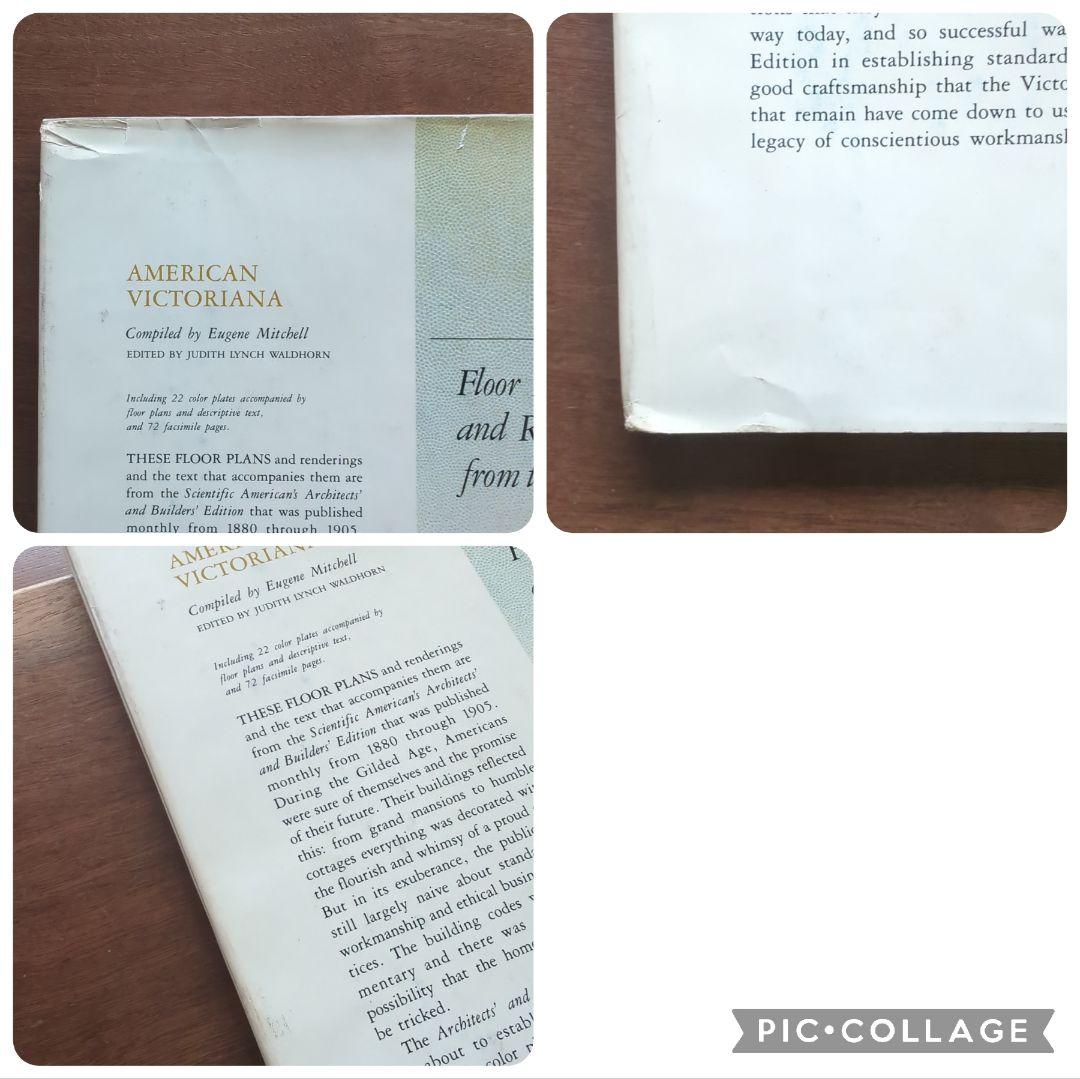 AMERICAN
VICTORIANA
Compiled by Eugene Mitchell
EDITED BY JUDITH LYNCH WALDHORN
Including 22 color plates accompanied by
floor plans and descriptive text,
and 72 facsimile pages.
THESE FLOOR PLANS and renderings
and the text that accompanies them are
from the Scientific American's Architects'
and Builders' Edition that was published
monthly from 1880 through 1905.
Floor
and R
from t
way today, and so successful wa
Edition in establishing standard
good craftsmanship that the Victo
that remain have come down to us
legacy of conscientious workmansh
AMERI
VICTORIANA
Compiled by Eugene Mitchell
EDITED BY JUDITH LYNCH WALDHORN
Including 22 color plates accompanied by
floor plans and descriptive text,
and 72 facsimile pages.
THESE FLOOR PLANS and renderings
and the text that accompanies them are
from the Scientific American's Architects'
and Builders' Edition that was published
monthly from 1880 through 1905.
During the Gilded Age, Americans
were sure of themselves and the promise
of their future. Their buildings reflected
this: from grand mansions to humble
cottages everything was decorated wi
the flourish and whimsy of a proud
But in its exuberance, the public
still largely naive about stand
workmanship and ethical busin
tices. The building codes
mentary and there was
possibility that the hom
be tricked.
The Architects' and
about to establ
color p
PIC•COLLAGE